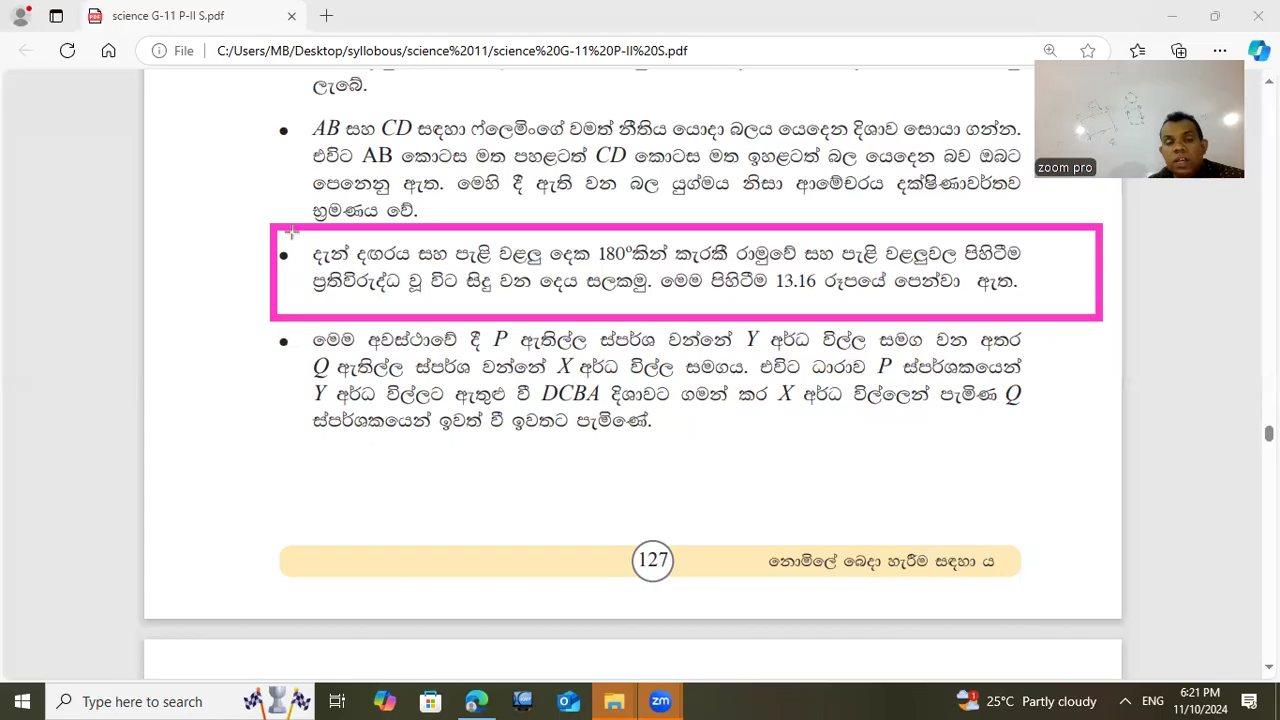 science G-11 P-II S.pdf
File C:/Users/MB/Desktop/syllobous/science%2011/science%20G-11%20P-II%20S.pdf
ලැබේ.
• AB සහ CD සඳහා ෆ්ලෙමිංගේ වමත් නීතිය යොදා බලය යෙදෙන දිශාව සොයා ගන්න.
එවිට AB කොටස මත පහළටත් CD කොටස මත ඉහළටත් බල යෙදෙන බව ඔබට
පෙනෙනු ඇත. මෙහි දී ඇති වන බල යුග්මය නිසා ආමේචරය දක්ෂිණාවර්තව
භ්‍රමණය වේ.
• දැන් දඟරය සහ පැළි වළලු දෙක 180°කින් කැරකී රාමුවේ සහ පැළි වළලුවල පිහිටීම
ප්‍රතිවිරුද්ධ වූ විට සිදු වන දෙය සලකමු. මෙම පිහිටීම 13.16 රූපයේ පෙන්වා ඇත.
• මෙම අවස්ථාවේ දී P ඇතිල්ල ස්පර්ශ වන්නේ Y අර්ධ විල්ල සමග වන අතර
Q ඇතිල්ල ස්පර්ශ වන්නේ X අර්ධ විල්ල සමගය. එවිට ධාරාව P ස්පර්ශකයෙන්
Y අර්ධ විල්ලට ඇතුළු වී DCBA දිශාවට ගමන් කර X අර්ධ විල්ලෙන් පැමිණ Q
ස්පර්ශකයෙන් ඉවත් වී ඉවතට පැමිණේ.
127 නොමිලේ බෙදා හැරීම සඳහා ය
zoom pro
Type here to search
25°C Partly cloudy
ENG
6:21 PM
11/10/2024